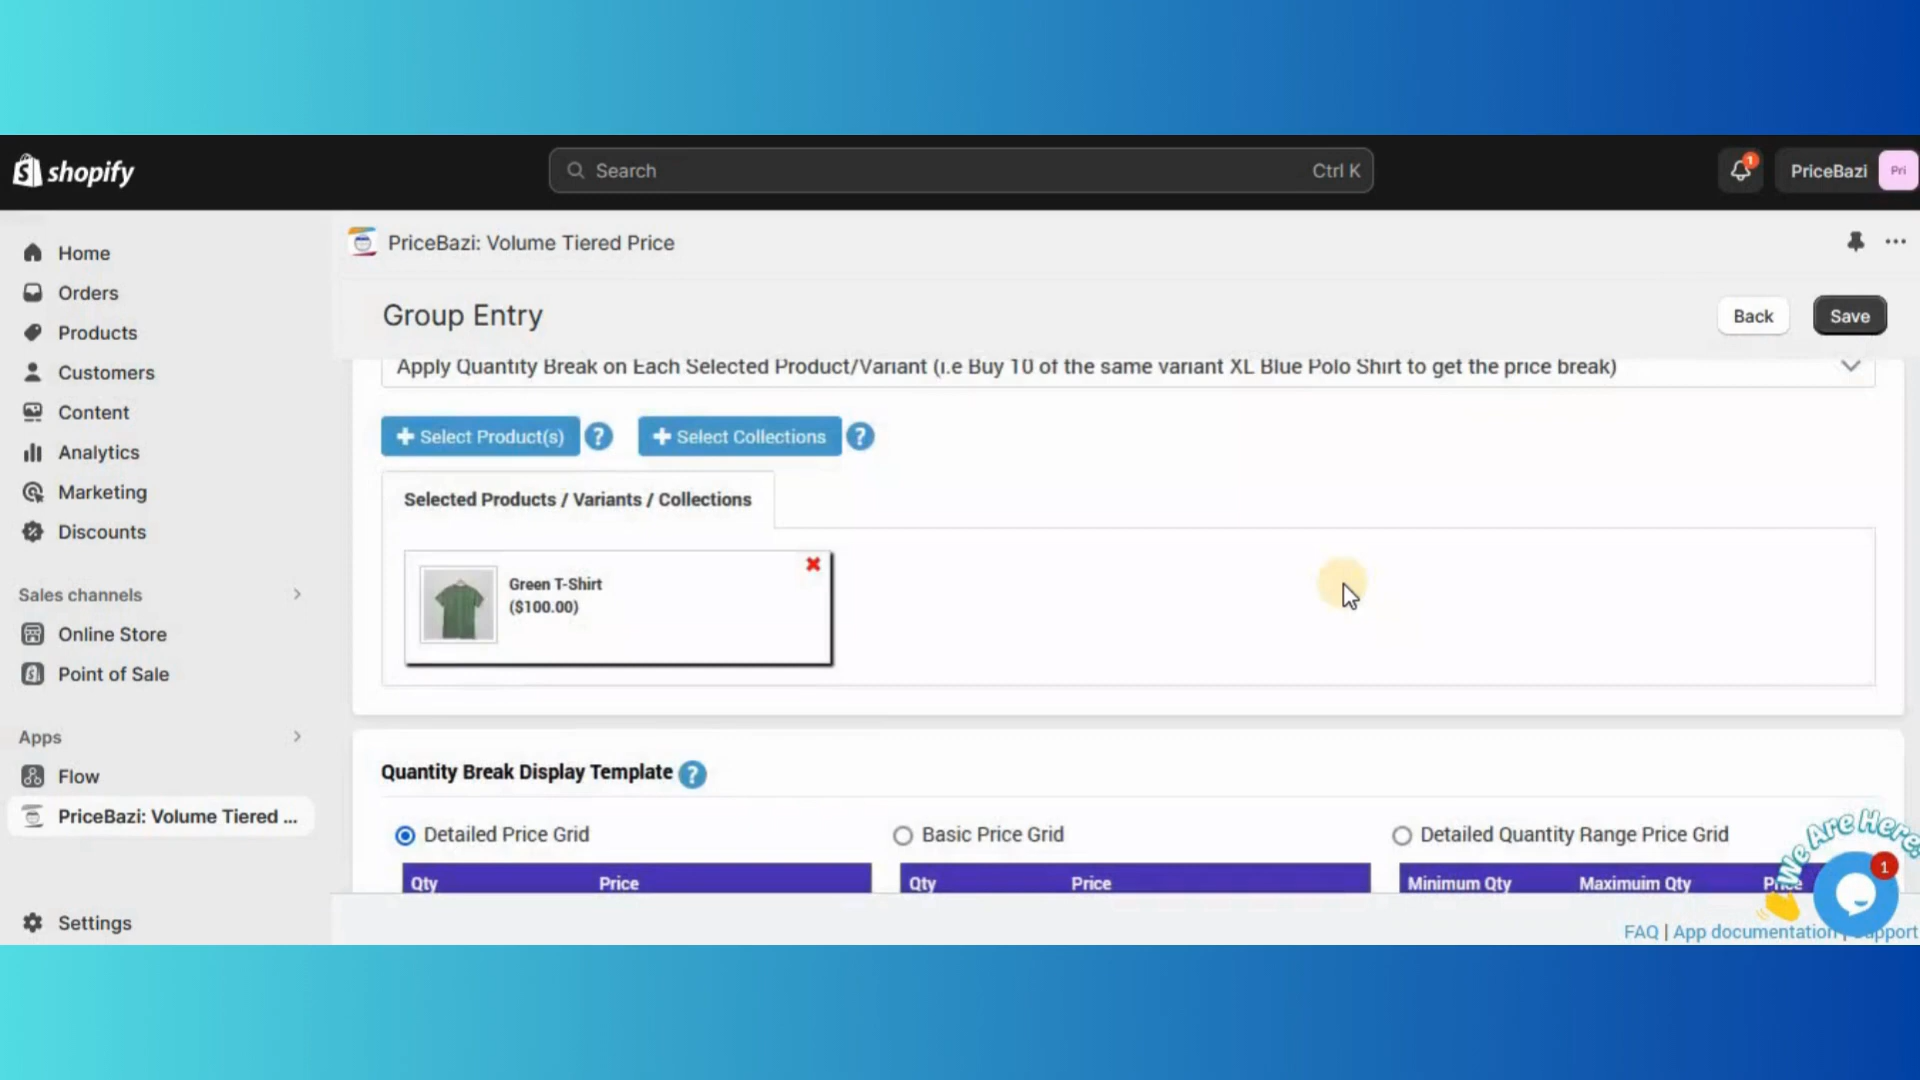 shopify
Search
Ctrl K
1
PriceBazi
Pri
Home
Orders
Products
Customers
Content
Analytics
Marketing
Discounts
Sales channels
Online Store
Point of Sale
Apps
Flow
PriceBazi: Volume Tiered ...
Settings
PriceBazi: Volume Tiered Price
Group Entry
Back
Save
Apply Quantity Break on Each Selected Product/Variant (i.e Buy 10 of the same variant XL Blue Polo Shirt to get the price break)
Select Product(s) ?
Select Collections ?
Selected Products / Variants / Collections
Green T-Shirt
($100.00)
Quantity Break Display Template ?
Detailed Price Grid
Qty Price
Basic Price Grid
Qty Price
Detailed Quantity Range Price Grid
Minimum Qty Maximuim Qty Price
We Are Here!
1
FAQ | App documentation | Support